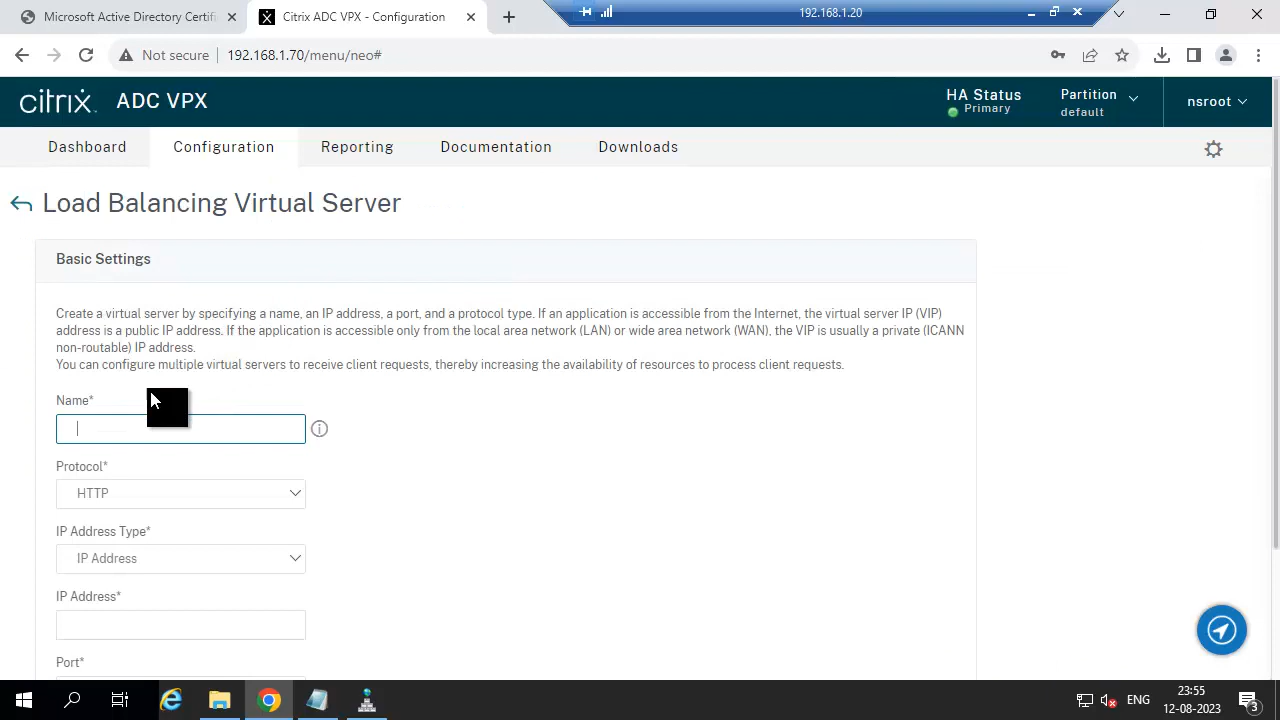 Microsoft Active Directory Certifi
Citrix ADC VPX - Configuration
192.168.1.20
Not secure
192.168.1.70/menu/neo#
citrix.
ADC VPX
HA Status
Primary
Partition
default
nsroot
Dashboard
Configuration
Reporting
Documentation
Downloads
Load Balancing Virtual Server
Basic Settings
Create a virtual server by specifying a name, an IP address, a port, and a protocol type. If an application is accessible from the Internet, the virtual server IP (VIP)
address is a public IP address. If the application is accessible only from the local area network (LAN) or wide area network (WAN), the VIP is usually a private (ICANN
non-routable) IP address.
You can configure multiple virtual servers to receive client requests, thereby increasing the availability of resources to process client requests.
Name*
Protocol*
HTTP
IP Address Type*
IP Address
IP Address*
Port*
ENG
23:55
12-08-2023
3